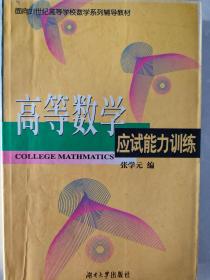 面向21世纪高等学校数学系列辅导教材
高等数学
应试能力训练
COLLEGE MATHMATICS
张学元 编
湖南大学出版社